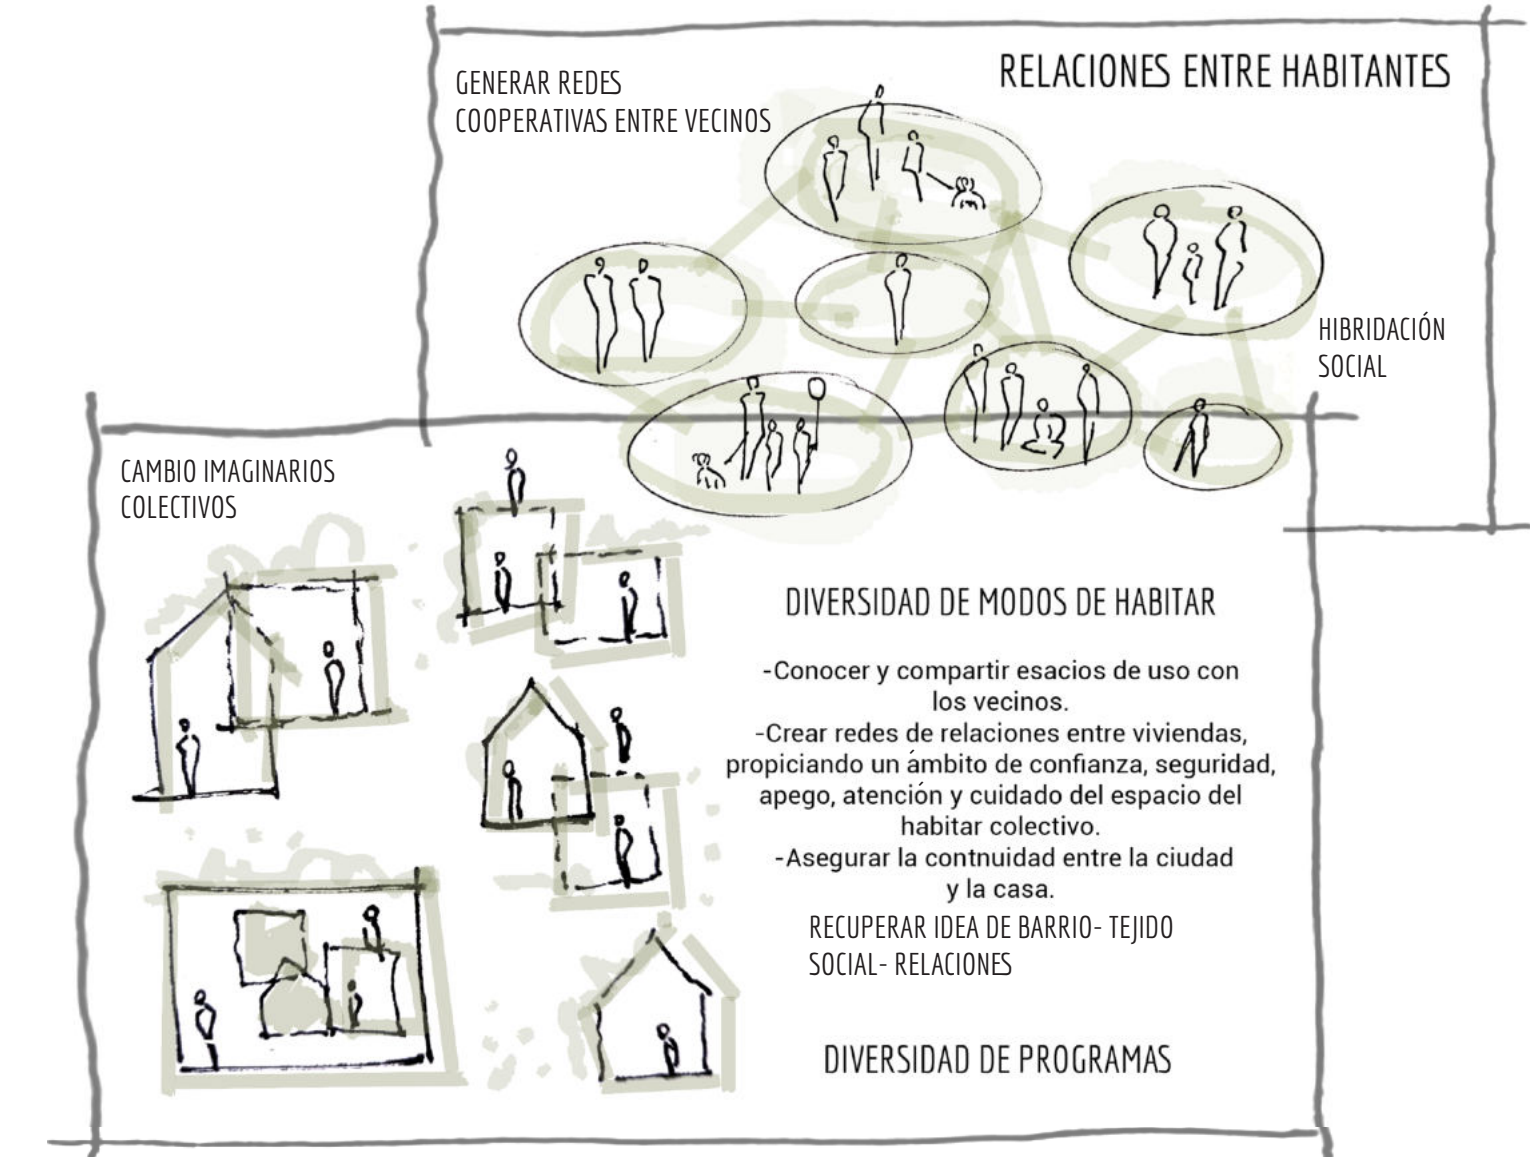 RELACIONES ENTRE HABITANTES
GENERAR REDES
COOPERATIVAS ENTRE VECINOS
HIBRIDACIÓN
SOCIAL
CAMBIO IMAGINARIOS
COLECTIVOS
DIVERSIDAD DE MODOS DE HABITAR
-Conocer y compartir esacios de uso con
los vecinos.
-Crear redes de relaciones entre viviendas,
propiciando un ámbito de confianza, seguridad,
apego, atención y cuidado del espacio del
habitar colectivo.
-Asegurar la contnuidad entre la ciudad
y la casa.
RECUPERAR IDEA DE BARRIO- TEJIDO
SOCIAL- RELACIONES
DIVERSIDAD DE PROGRAMAS